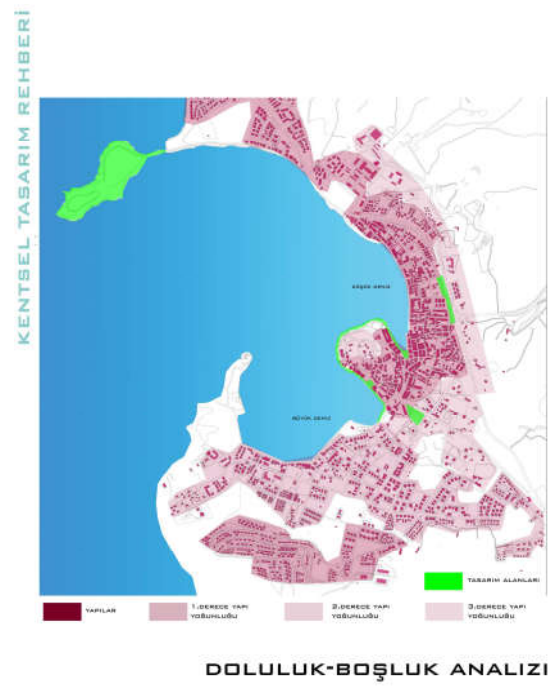 KENTSEL TASARIM REHBERİ
KÜÇÜK DENİZ
BÜYÜK DENİZ
TASARIM ALANLARI
YAPILAR
1.DERECE YAPI
YOĞUNLUĞU
2.DERECE YAPI
YOĞUNLUĞU
3.DERECE YAPI
YOĞUNLUĞU
DOLULUK-BOŞLUK ANALIZI